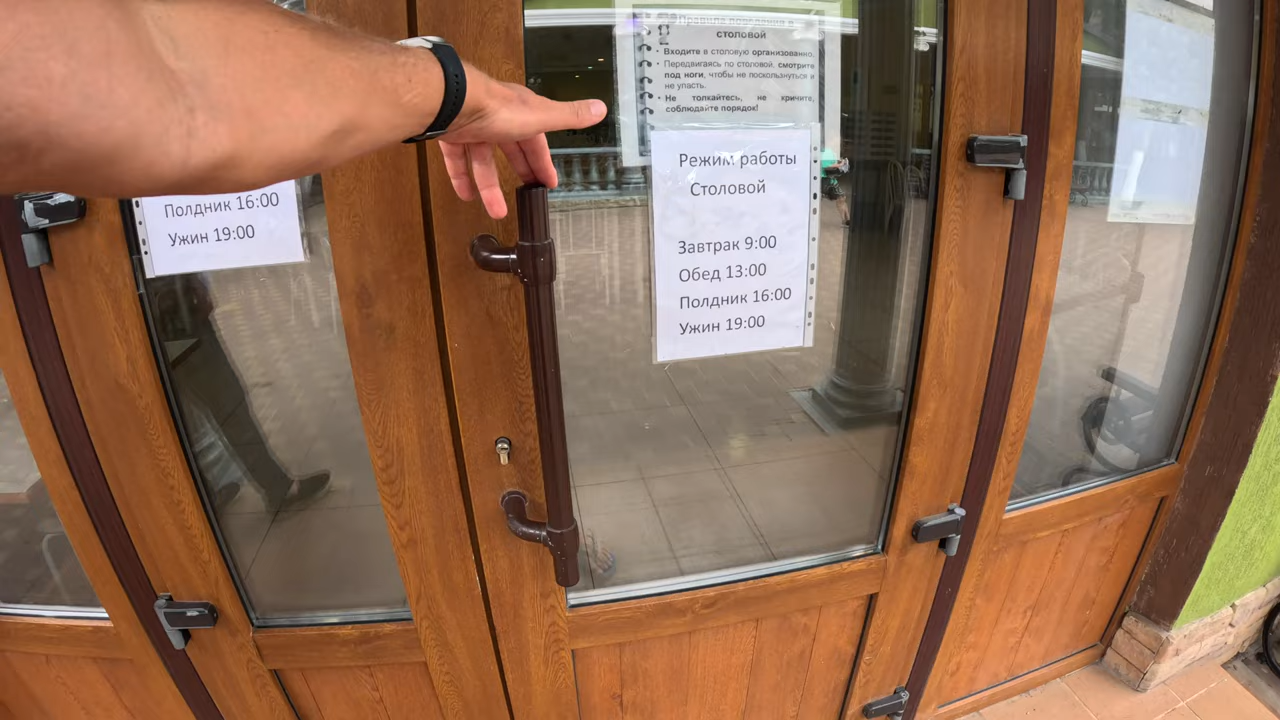 Правила поведения в
столовой
• Входите в столовую организованно.
• Передвигаясь по столовой, смотрите
под ноги, чтобы не поскользнуться и
не упасть.
• Не толкайтесь, не кричите,
соблюдайте порядок!
Режим работы
Столовой
Завтрак 9:00
Обед 13:00
Полдник 16:00
Ужин 19:00
Полдник 16:00
Ужин 19:00